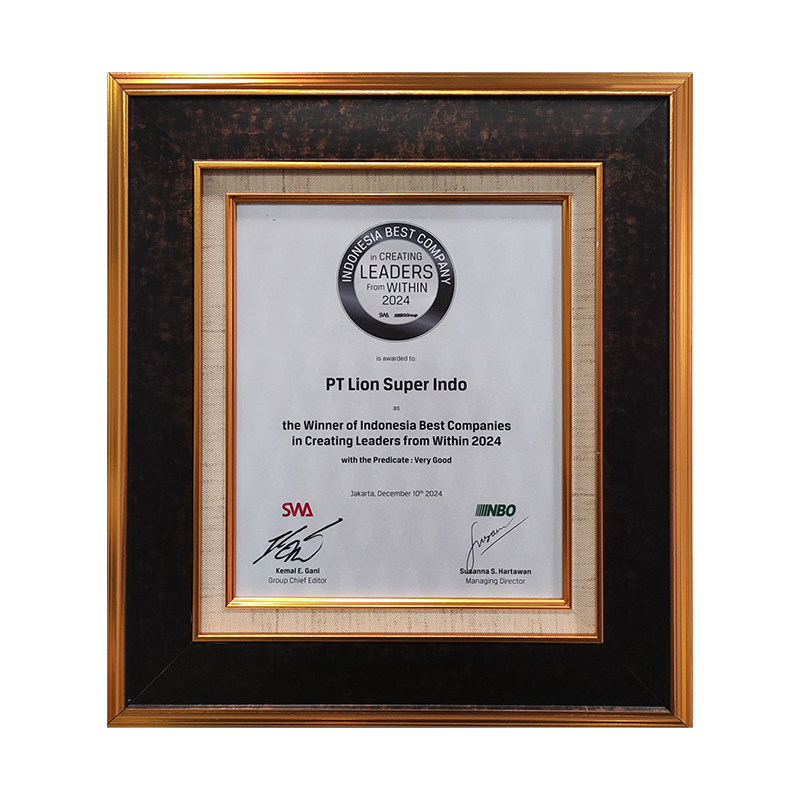 INDONESIA BEST COMPANY
in CREATING
LEADERS
From WITHIN
2024
SWA
is awarded to:
PT Lion Super Indo
as
the Winner of Indonesia Best Companies
in Creating Leaders from Within 2024
with the Predicate : Very Good
Jakarta, December 10th 2024
SWA
NBO
Kemal E. Gani
Group Chief Editor
Susanna S. Hartawan
Managing Director